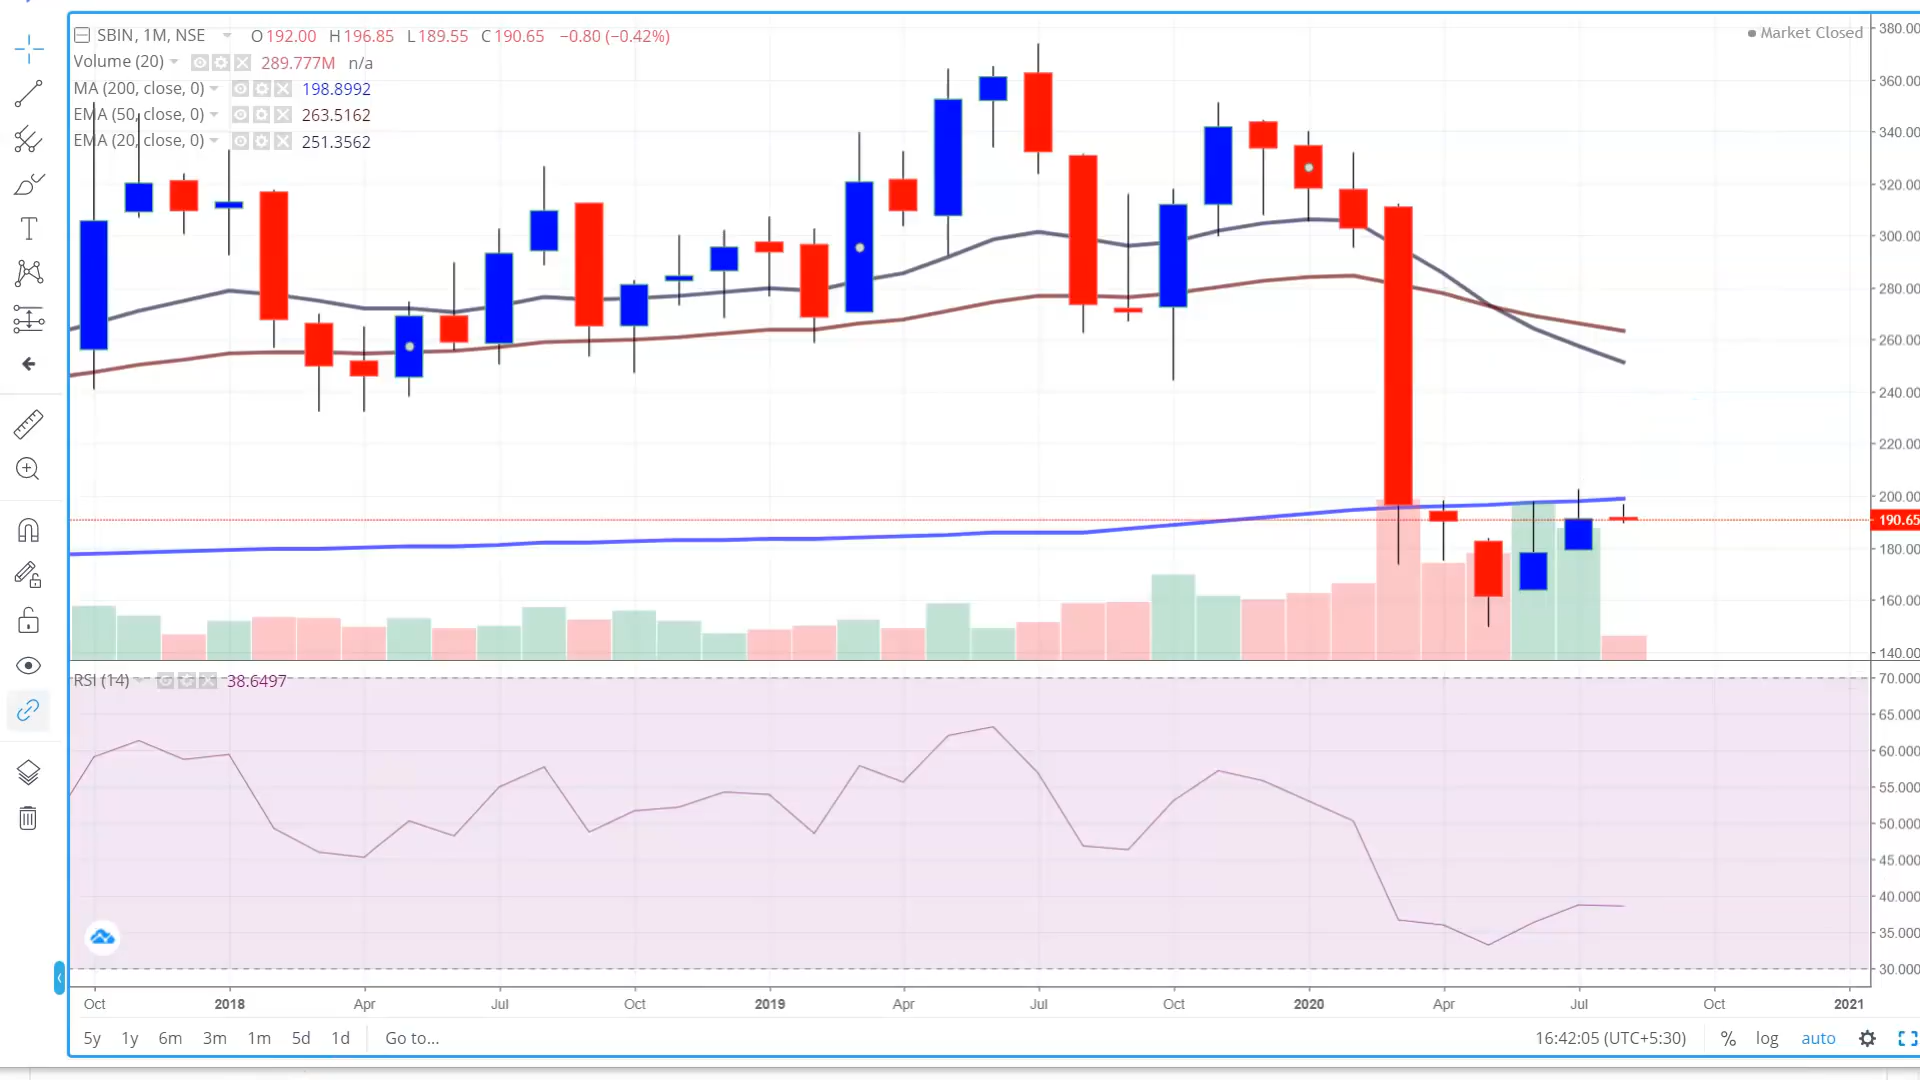 SBIN, 1M, NSE O192.00 H196.85 L189.55 C190.65 −0.80 (−0.42%)
● Market Closed
Volume (20) 289.777M n/a
MA (200, close, 0) 198.8992
EMA (50, close, 0) 263.5162
EMA (20, close, 0) 251.3562
380.00
360.00
340.00
320.00
300.00
280.00
260.00
240.00
220.00
200.00
190.65
180.00
160.00
140.00
RSI (14) 38.6497
70.000
65.000
60.000
55.000
50.000
45.000
40.000
35.000
30.000
Oct 2018 Apr Jul Oct 2019 Apr Jul Oct 2020 Apr Jul Oct 2021
5y 1y 6m 3m 1m 5d 1d Go to... 16:42:05 (UTC+5:30) % log auto